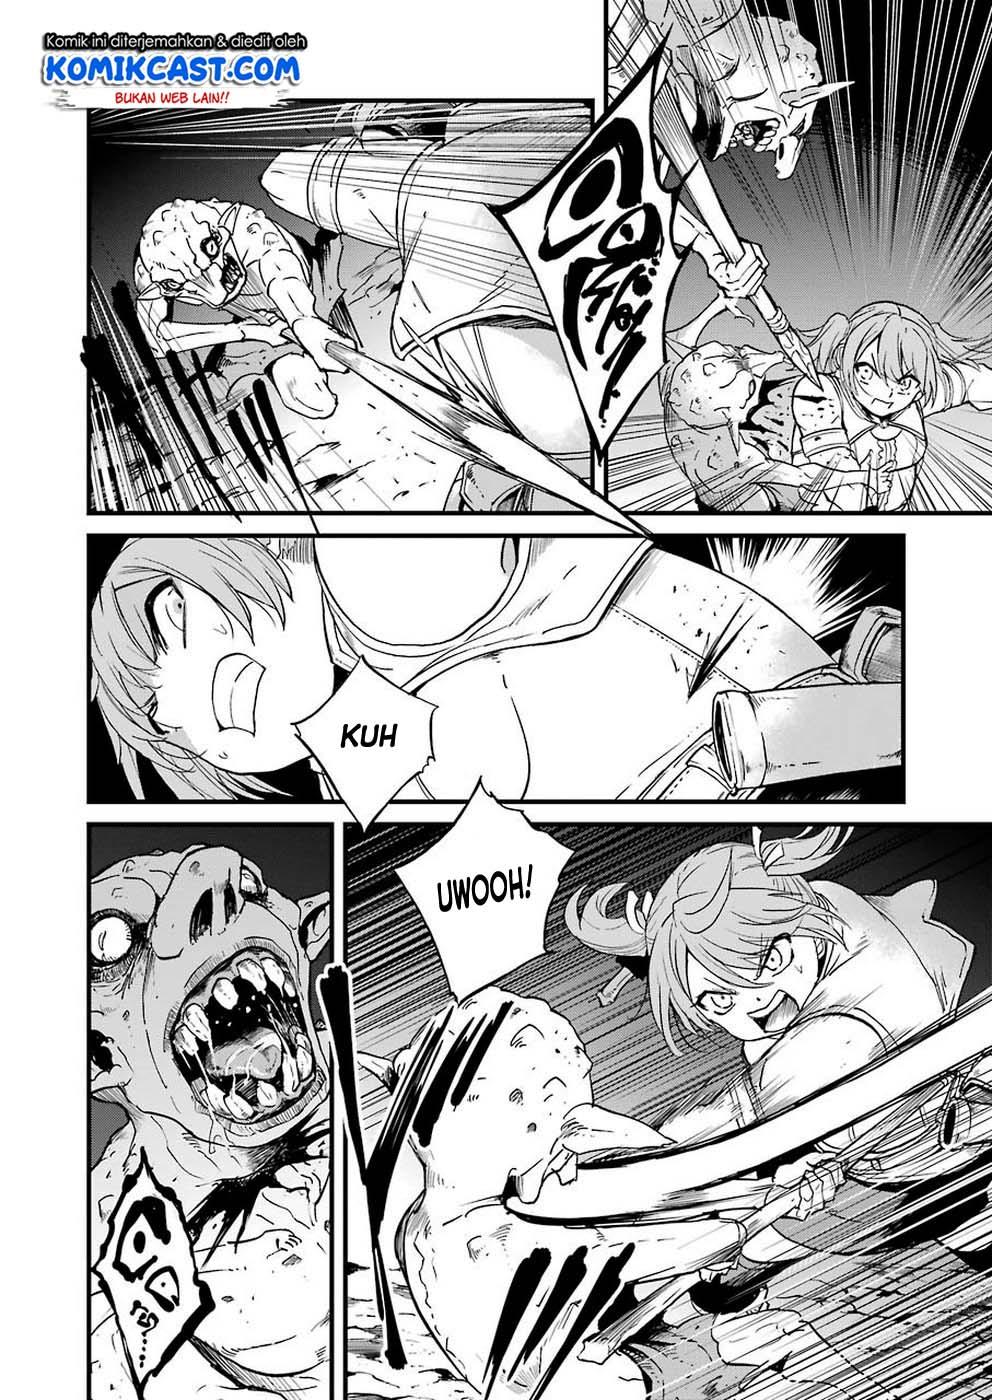 Komik ini diterjemahkan & diedit oleh
KOMIKCAST.COM
BUKAN WEB LAIN!!
KUH
UWOOH!